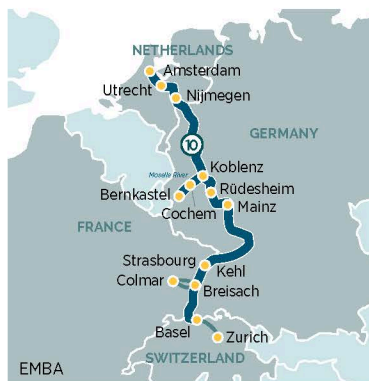 NETHERLANDS
Amsterdam
Utrecht
Nijmegen
GERMANY
10
Koblenz
Moselle River
Rüdesheim
Bernkastel
Cochem
Mainz
FRANCE
Strasbourg
Kehl
Colmar
Breisach
Basel
Zurich
SWITZERLAND
EMBA